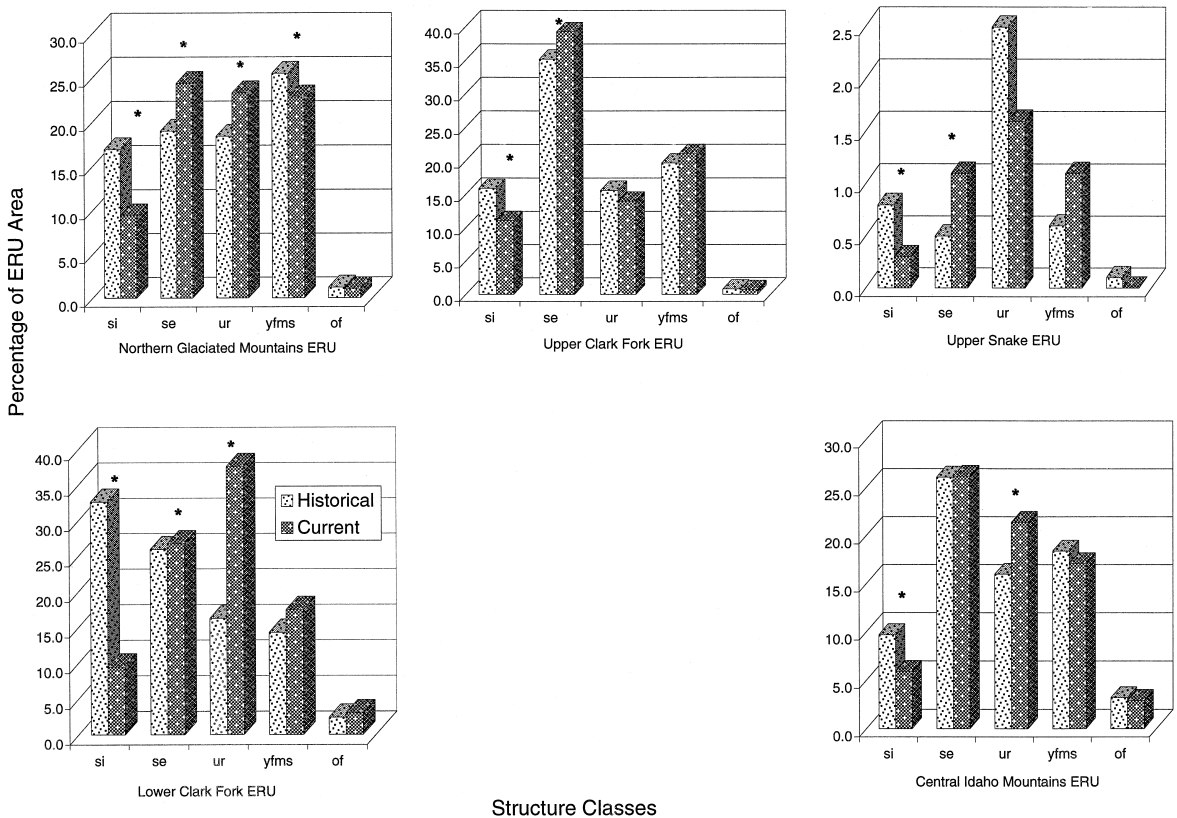 Percentage of ERU Area
30.0
25.0
20.0
15.0
10.0
5.0
0.0
* * * *
si se ur yfms of
Northern Glaciated Mountains ERU
40.0
35.0
30.0
25.0
20.0
15.0
10.0
5.0
0.0
* *
si se ur yfms of
Upper Clark Fork ERU
2.5
2.0
1.5
1.0
0.5
0.0
* *
si se ur yfms of
Upper Snake ERU
40.0
35.0
30.0
25.0
20.0
15.0
10.0
5.0
0.0
* * *
Historical
Current
si se ur yfms of
Lower Clark Fork ERU
30.0
25.0
20.0
15.0
10.0
5.0
0.0
* *
si se ur yfms of
Central Idaho Mountains ERU
Structure Classes